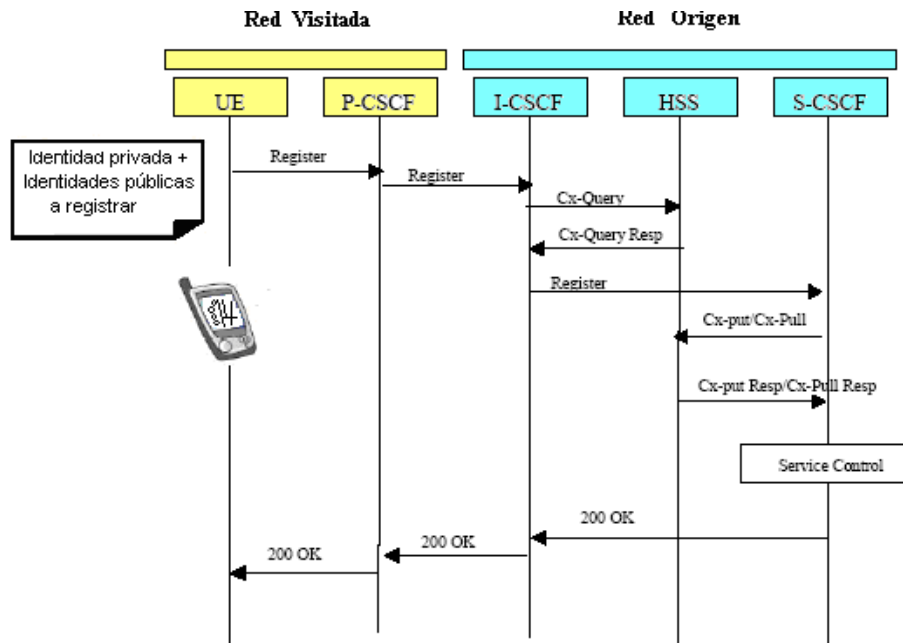 Red Visitada
Red Origen
UE
P-CSCF
I-CSCF
HSS
S-CSCF
Identidad privada +
Identidades públicas
a registrar
Register
Register
Cx-Query
Cx-Query Resp
Register
Cx-put/Cx-Pull
Cx-put Resp/Cx-Pull Resp
Service Control
200 OK
200 OK
200 OK